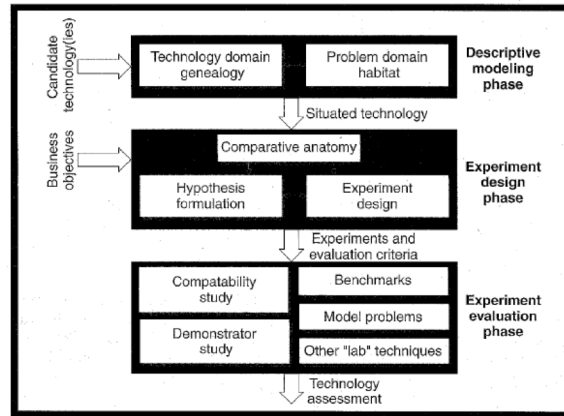 Candidate
technology(ies)
Technology domain
genealogy
Problem domain
habitat
Descriptive
modeling
phase
Situated technology
Business
objectives
Comparative anatomy
Hypothesis
formulation
Experiment
design
Experiment
design
phase
Experiments and
evaluation criteria
Compatability
study
Demonstrator
study
Benchmarks
Model problems
Other "lab" techniques
Experiment
evaluation
phase
Technology
assessment